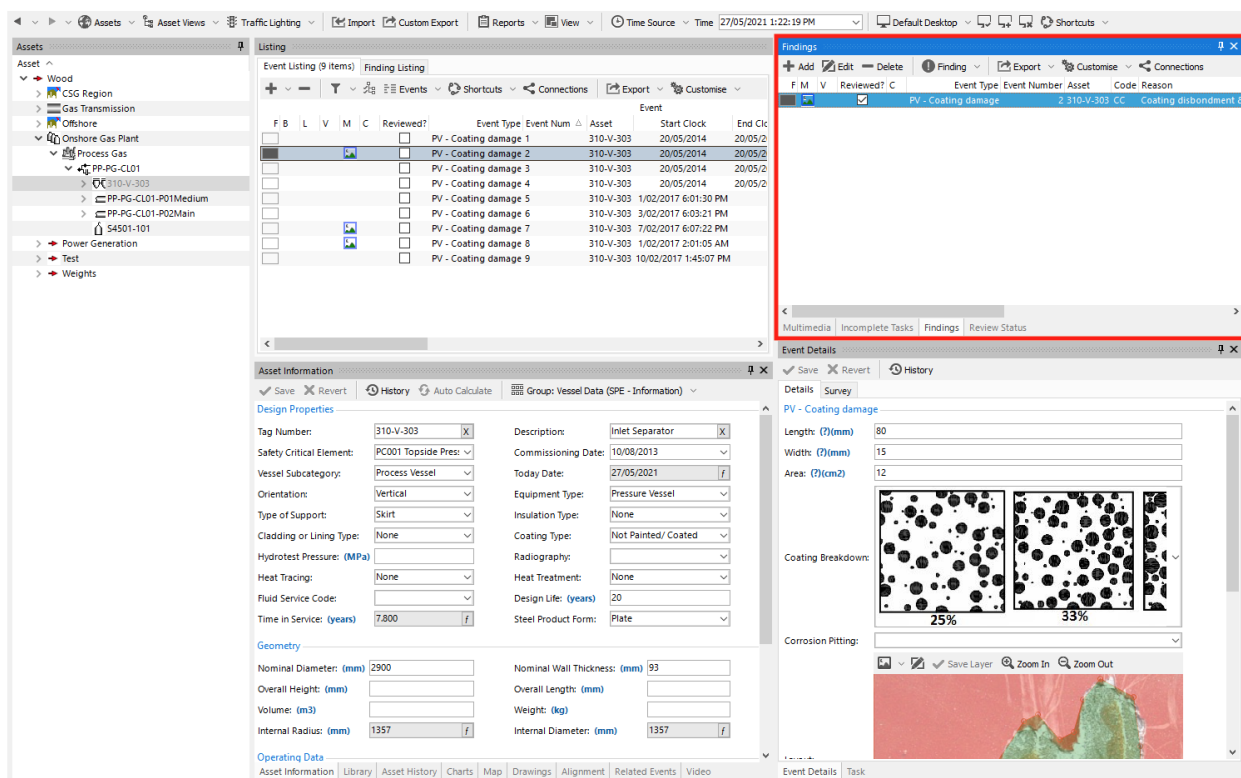 Assets Asset Views Traffic Lighting Import Custom Export Reports View Time Source Time 27/05/2021 1:22:19 PM Default Desktop Shortcuts
Assets
Asset
Wood
CSG Region
Gas Transmission
Offshore
Onshore Gas Plant
Process Gas
PP-PG-CL01
310-V-303
PP-PG-CL01-P01Medium
PP-PG-CL01-P02Main
S4501-101
Power Generation
Test
Weights
Listing
Event Listing (9 items) Finding Listing
Events Shortcuts Connections Export Customise
Event
F B L V M C Reviewed? Event Type Event Num Asset Start Clock End Clo
PV - Coating damage 1 310-V-303 20/05/2014 20/05/2
PV - Coating damage 2 310-V-303 20/05/2014 20/05/2
PV - Coating damage 3 310-V-303 20/05/2014 20/05/2
PV - Coating damage 4 310-V-303 20/05/2014 20/05/2
PV - Coating damage 5 310-V-303 1/02/2017 6:01:30 PM
PV - Coating damage 6 310-V-303 3/02/2017 6:03:21 PM
PV - Coating damage 7 310-V-303 7/02/2017 6:07:22 PM
PV - Coating damage 8 310-V-303 1/02/2017 2:01:05 AM
PV - Coating damage 9 310-V-303 10/02/2017 1:45:07 PM
Findings
Add Edit Delete Finding Export Customise Connections
F M V Reviewed? C Event Type Event Number Asset Code Reason
PV - Coating damage 2 310-V-303 CC Coating disbondment &
Multimedia Incomplete Tasks Findings Review Status
Asset Information
Save Revert History Auto Calculate Group: Vessel Data (SPE - Information)
Design Properties
Tag Number: 310-V-303 X Description: Inlet Separator X
Safety Critical Element: PC001 Topside Pres: Commissioning Date: 10/08/2013
Vessel Subcategory: Process Vessel Today Date: 27/05/2021 f
Orientation: Vertical Equipment Type: Pressure Vessel
Type of Support: Skirt Insulation Type: None
Cladding or Lining Type: None Coating Type: Not Painted/ Coated
Hydrotest Pressure: (MPa) Radiography:
Heat Tracing: None Heat Treatment: None
Fluid Service Code: Design Life: (years) 20
Time in Service: (years) 7.800 f Steel Product Form: Plate
Geometry
Nominal Diameter: (mm) 2900 Nominal Wall Thickness: (mm) 93
Overall Height: (mm) Overall Length: (mm)
Volume: (m3) Weight: (kg)
Internal Radius: (mm) 1357 f Internal Diameter: (mm) 1357 f
Operating Data
Asset Information Library Asset History Charts Map Drawings Alignment Related Events Video
Event Details
Save Revert History
Details Survey
PV - Coating damage
Length: (?)(mm) 80
Width: (?)(mm) 15
Area: (?)(cm2) 12
Coating Breakdown:
25% 33%
Corrosion Pitting:
Save Layer Zoom In Zoom Out
Event Details Task